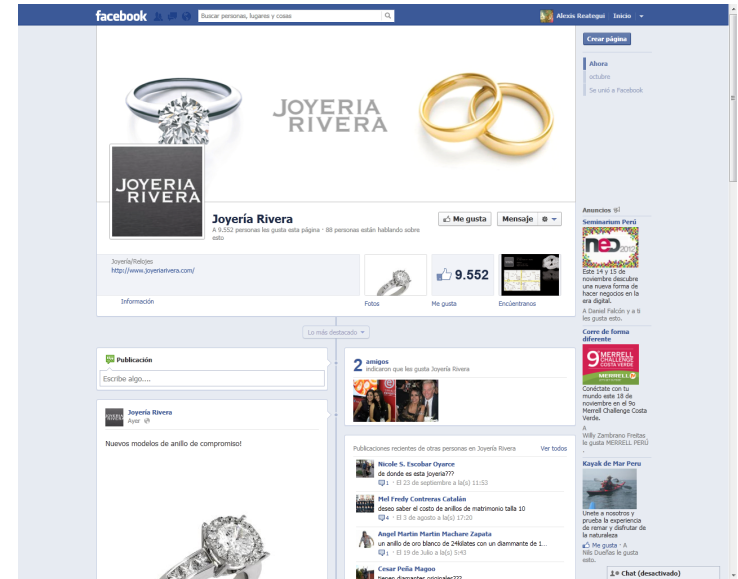 facebook
Buscar personas, lugares y cosas
Alexis Reategui
Inicio
Crear página
Ahora
octubre
Se unió a Facebook
JOYERIA
RIVERA
JOYERIA
RIVERA
Joyería Rivera
A 9.552 personas les gusta esta página · 88 personas están hablando sobre
esto
Me gusta
Mensaje
Joyería/Relojes
http://www.joyeriarivera.com/
Información
Fotos
9.552
Me gusta
Encúentranos
Lo más destacado
Publicación
Escribe algo....
Joyería Rivera
Ayer
Nuevos modelos de anillo de compromiso!
2 amigos
indicaron que les gusta Joyería Rivera
Publicaciones recientes de otras personas en Joyería Rivera
Ver todos
Nicole S. Escobar Oyarce
de donde es esta joyeria???
1 · El 23 de septiembre a la(s) 11:53
Mel Fredy Contreras Catalán
deseo saber el costo de anillos de matrimonio talla 10
4 · El 3 de agosto a la(s) 17:20
Angel Martin Martin Machare Zapata
un anillo de oro blanco de 24kilates con un diammante de 1...
1 · El 19 de Julio a la(s) 5:43
Cesar Peña Magoo
tienen diamantes originales???
Anuncios
Seminarium Perú
ned2012
Este 14 y 15 de
noviembre descubre
una nueva forma de
hacer negocios en la
era digital.
A Daniel Falcón y a ti
les gusta esto.
Corre de forma
diferente
9º MERRELL
CHALLENGE
COSTA VERDE
MERRELL
Conéctate con tu
mundo este 18 de
noviembre en el 9o
Merrell Challenge Costa
Verde.
A
Willy Zambrano Freitas
le gusta MERRELL PERÚ
.
Kayak de Mar Peru
Unete a nosotros y
prueba la experiencia
de remar y disfrutar de
la naturaleza
Me gusta · A
Nils Dueñas le gusta
esto.
Chat (desactivado)